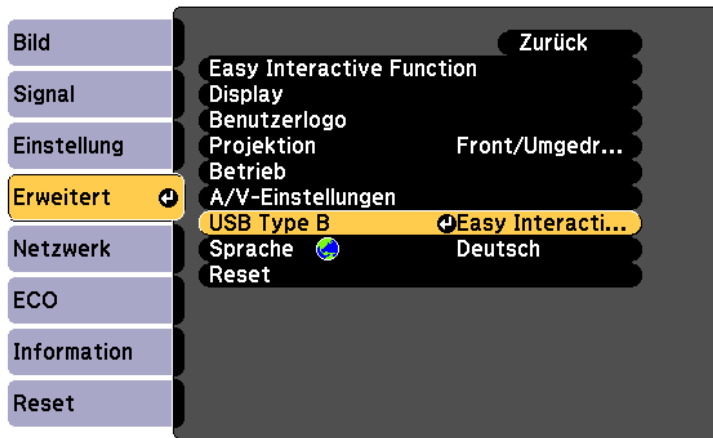 Bild
Signal
Einstellung
Erweitert
Netzwerk
ECO
Information
Reset
Zurück
Easy Interactive Function
Display
Benutzerlogo
Projektion Front/Umgedr...
Betrieb
A/V-Einstellungen
USB Type B Easy Interacti...
Sprache Deutsch
Reset